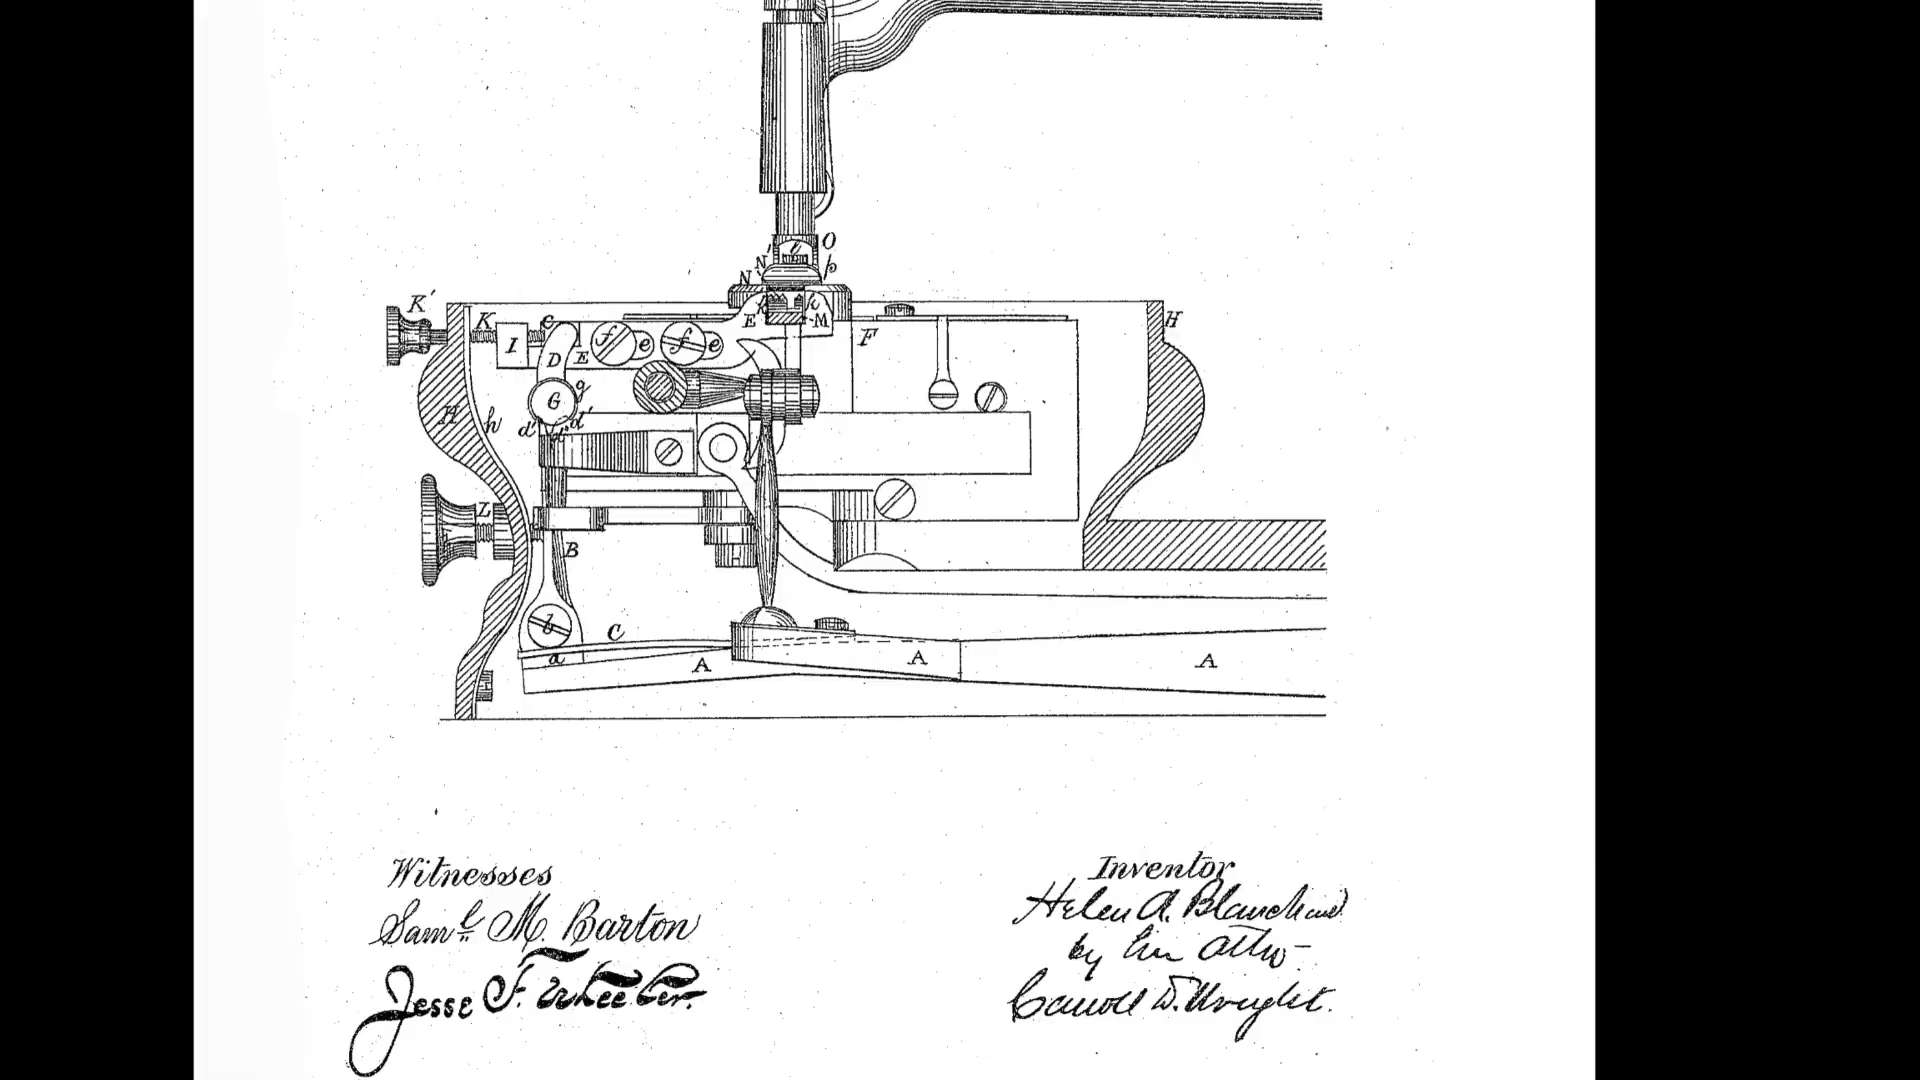 O
b
N'
p
N
K'
k k
K I c f e f e E M F H
D E
G g
H h d' d' d'
L
B
b
C
a A A A
Witnesses
Saml M. Barton
Jesse F. Wheeler.
Inventor
Helen A. Blanchard
by her Atty
Carroll D. Wright.